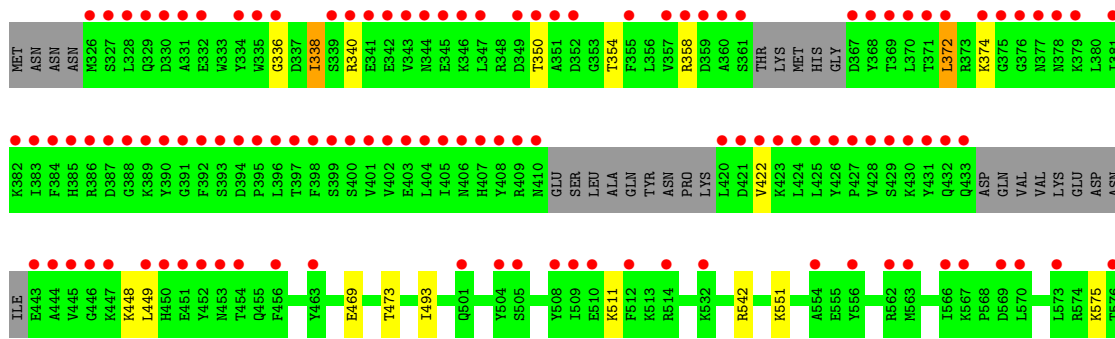 MET ASN ASN ASN M326 S327 L328 Q329 D330 A331 E332 W333 Y334 W335 G336 D337 I338 S339 R340 E341 E342 V343 N344 E345 K346 L347 R348 D349 T350 A351 D352 G353 T354 F355 L356 V357 R358 D359 A360 S361 THR LYS MET HIS GLY D367 Y368 T369 L370 T371 L372 R373 K374 G375 G376 N377 N378 K379 L380 I381
K382 I383 F384 H385 R386 D387 G388 K389 Y390 G391 F392 S393 D394 P395 L396 T397 F398 S399 S400 V401 V402 E403 L404 I405 N406 H407 Y408 R409 N410 GLU SER LEU ALA GLN TYR ASN PRO LYS L420 D421 V422 K423 L424 L425 Y426 P427 V428 S429 K430 Y431 Q432 Q433 ASP GLN VAL VAL LYS GLU ASP ASN
ILE E443 A444 V445 G446 K447 K448 L449 H450 E451 Y452 N453 T454 Q455 F456 Y463 E469 T473 I493 Q501 Y504 S505 Y508 I509 E510 K511 F512 K513 R514 K532 R542 K551 A554 E555 Y556 R562 M563 I566 K567 P568 D569 L570 L573 R574 K575 T576